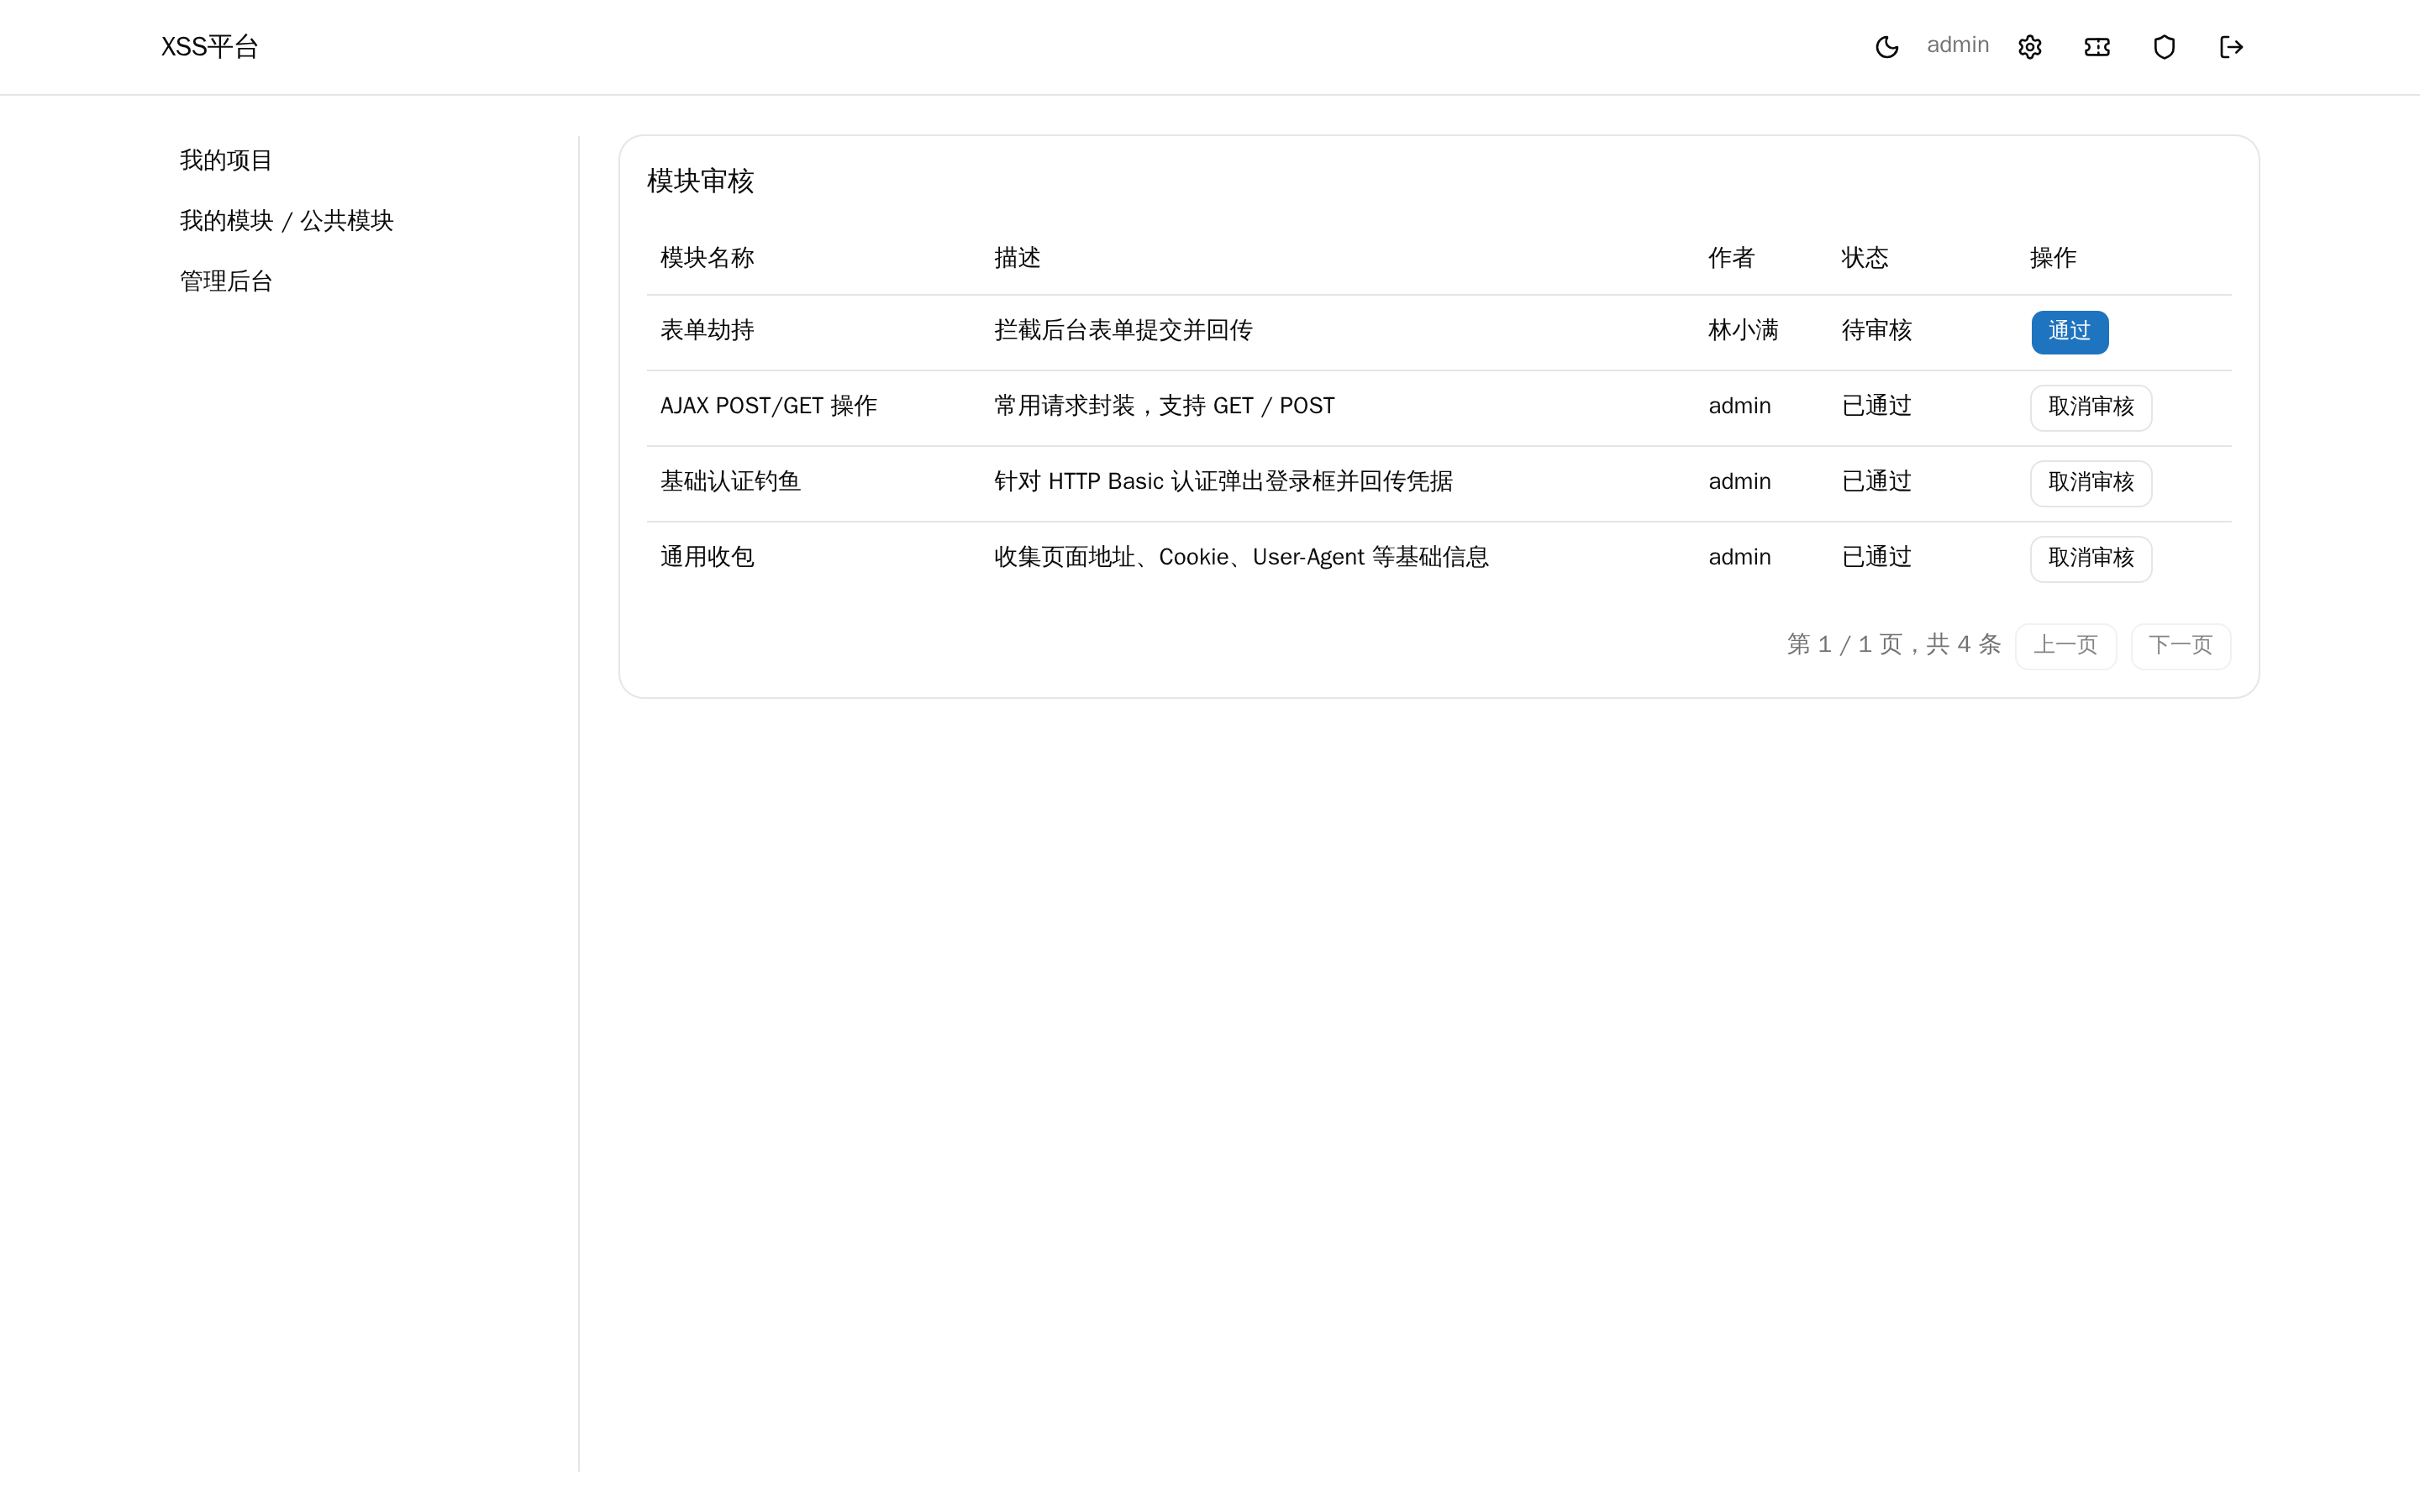 XSS平台
admin
我的项目
我的模块 / 公共模块
管理后台
模块审核
模块名称 描述 作者 状态 操作
表单劫持 拦截后台表单提交并回传 林小满 待审核 通过
AJAX POST/GET 操作 常用请求封装，支持 GET / POST admin 已通过 取消审核
基础认证钓鱼 针对 HTTP Basic 认证弹出登录框并回传凭据 admin 已通过 取消审核
通用收包 收集页面地址、Cookie、User-Agent 等基础信息 admin 已通过 取消审核
第 1 / 1 页，共 4 条 上一页 下一页